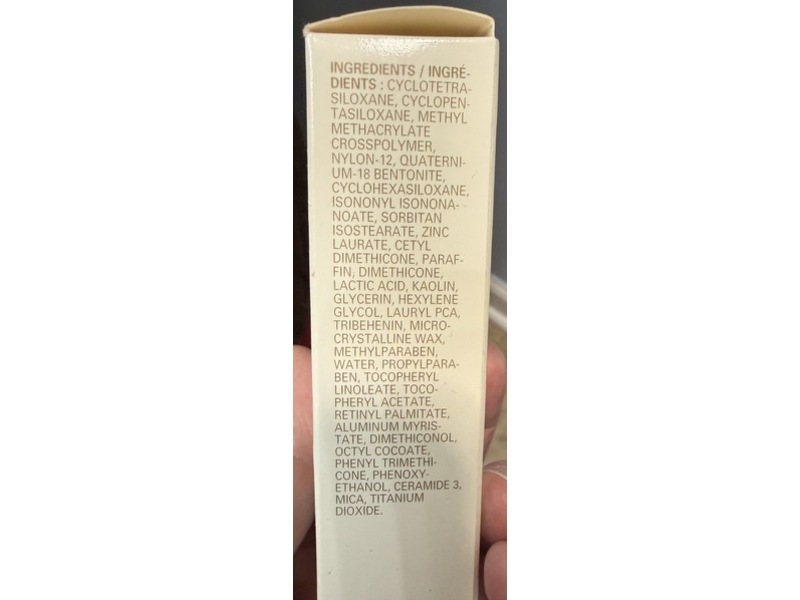 INGREDIENTS / INGRÉ-
DIENTS : CYCLOTETRA-
SILOXANE, CYCLOPEN-
TASILOXANE, METHYL
METHACRYLATE
CROSSPOLYMER,
NYLON-12, QUATERNI-
UM-18 BENTONITE,
CYCLOHEXASILOXANE,
ISONONYL ISONONA-
NOATE, SORBITAN
ISOSTEARATE, ZINC
LAURATE, CETYL
DIMETHICONE, PARAF-
FIN, DIMETHICONE,
LACTIC ACID, KAOLIN,
GLYCERIN, HEXYLENE
GLYCOL, LAURYL PCA,
TRIBEHENIN, MICRO-
CRYSTALLINE WAX,
METHYLPARABEN,
WATER, PROPYLPARA-
BEN, TOCOPHERYL
LINOLEATE, TOCO-
PHERYL ACETATE,
RETINYL PALMITATE,
ALUMINUM MYRIS-
TATE, DIMETHICONOL,
OCTYL COCOATE,
PHENYL TRIMETHI-
CONE, PHENOXY-
ETHANOL, CERAMIDE 3,
MICA, TITANIUM
DIOXIDE.